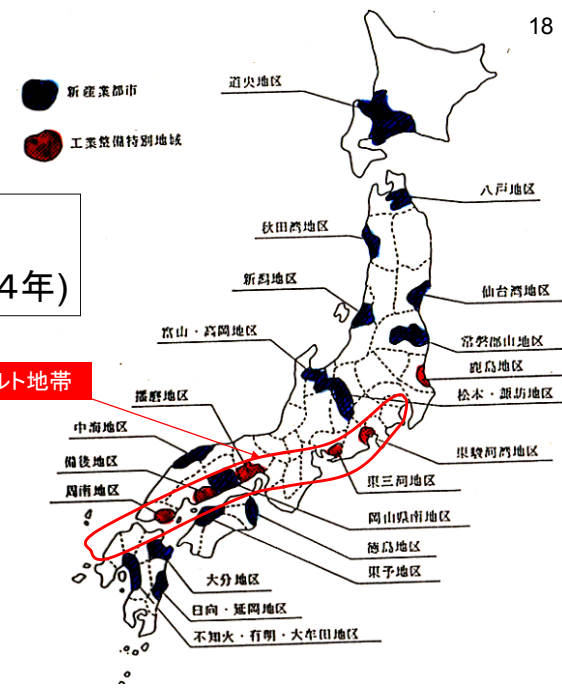 18
新産業都市
工業整備特別地域
4年)
ルト地帯
道央地区
八戸地区
秋田湾地区
仙台湾地区
新潟地区
常磐郡山地区
富山・高岡地区
鹿島地区
松本・諏訪地区
播磨地区
中海地区
東駿河湾地区
備後地区
東三河地区
周南地区
岡山県南地区
徳島地区
東予地区
大分地区
日向・延岡地区
不知火・有明・大牟田地区